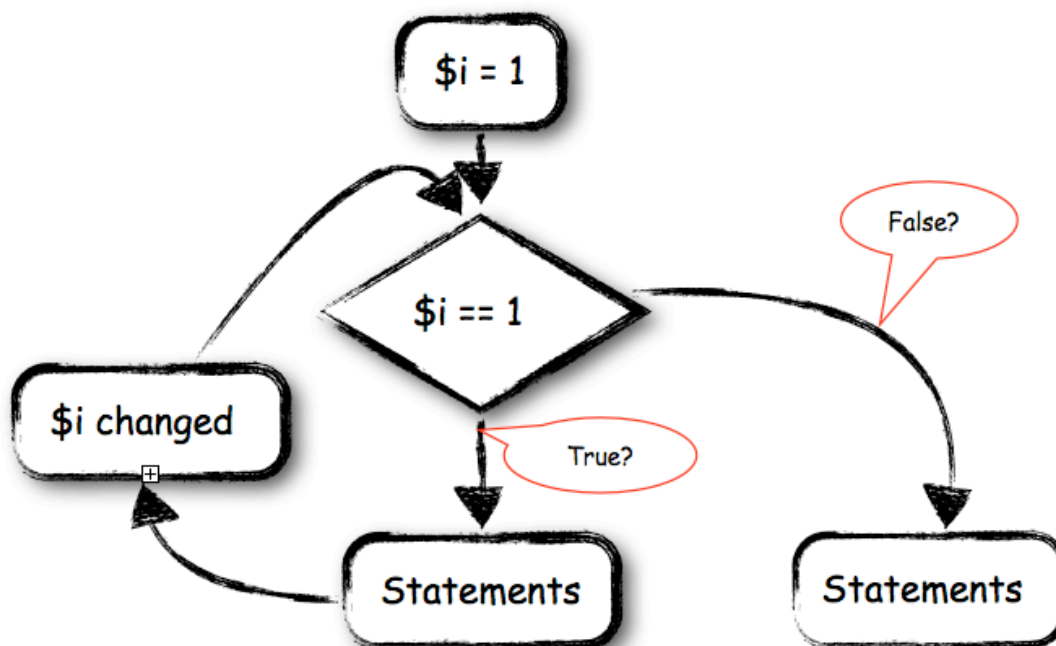 $i = 1
False?
$i == 1
$i changed
True?
Statements
Statements